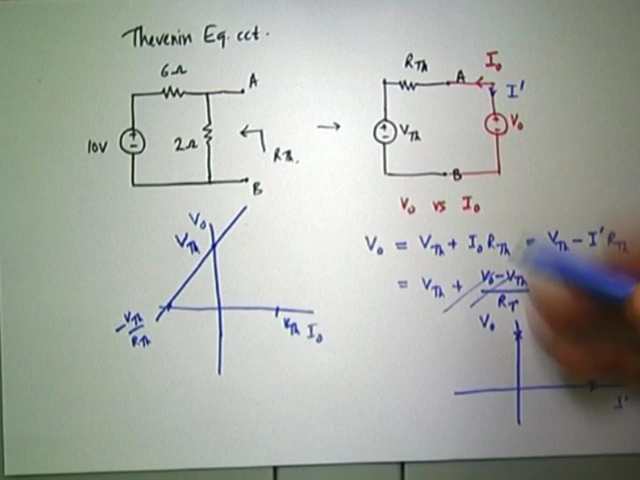 Thevenin Eq. cct.
6Ω
A
10V
2Ω
RTh.
B
→
RTh
A
I₀
I'
VTh
V₀
B
V₀ vs I₀
V₀ = VTh + I₀ RTh = VTh - I' RTh
= VTh + V₀-VTh / RT
V₀
VTh
-VTh/RTh
VTh I₀
V₀
I'